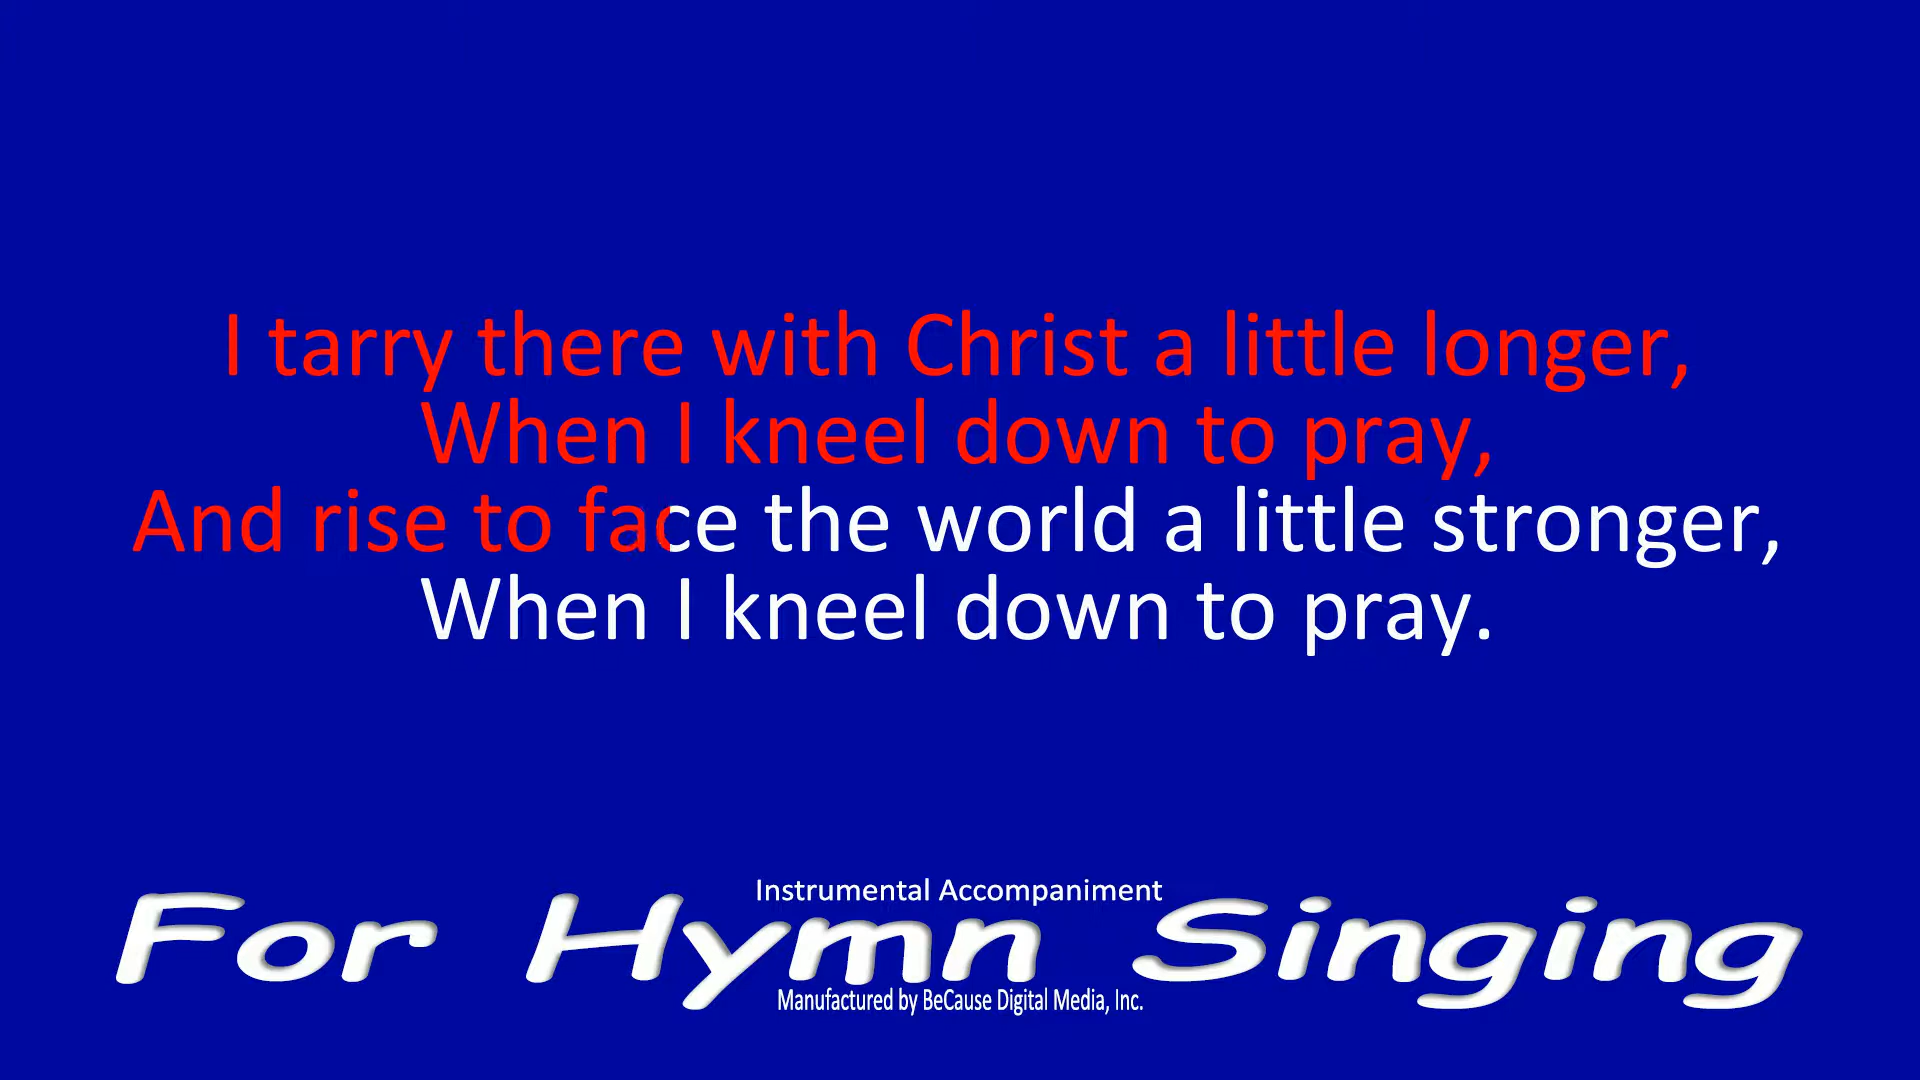 I tarry there with Christ a little longer,
When I kneel down to pray,
And rise to face the world a little stronger,
When I kneel down to pray.
Instrumental Accompaniment
For Hymn Singing
Manufactured by BeCause Digital Media, Inc.